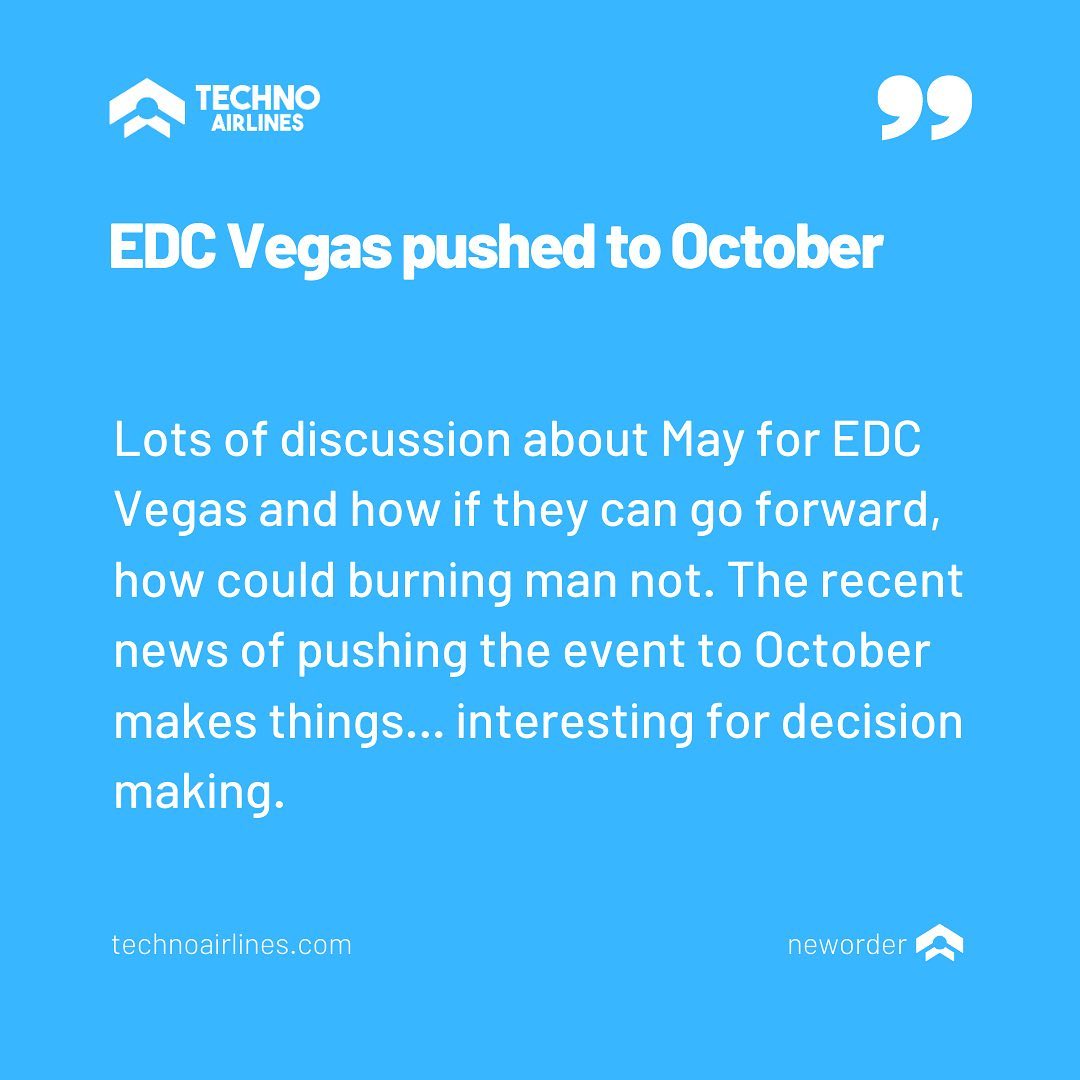 TECHNO
AIRLINES
EDC Vegas pushed to October
Lots of discussion about May for EDC
Vegas and how if they can go forward,
how could burning man not. The recent
news of pushing the event to October
makes things... interesting for decision
making.
technoairlines.com
neworder